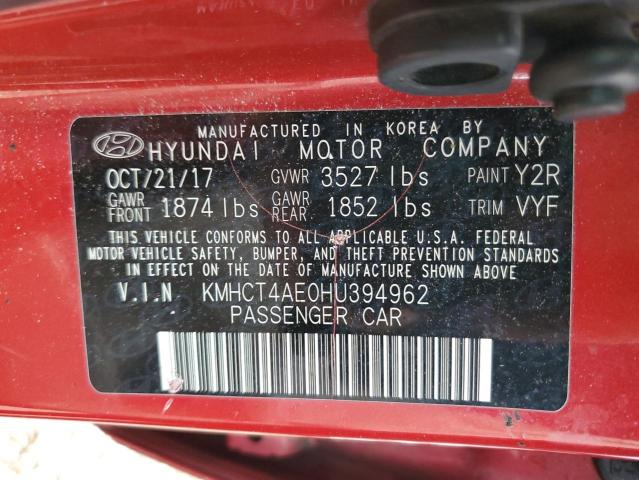 MANUFACTURED IN KOREA BY
HYUNDAI MOTOR COMPANY
OCT/21/17 GVWR 3527 lbs PAINT Y2R
GAWR FRONT 1874 lbs GAWR REAR 1852 lbs TRIM VYF
THIS VEHICLE CONFORMS TO ALL APPLICABLE U.S.A. FEDERAL
MOTOR VEHICLE SAFETY, BUMPER, AND THEFT PREVENTION STANDARDS
IN EFFECT ON THE DATE OF MANUFACTURE SHOWN ABOVE
V.I.N KMHCT4AE0HU394962
PASSENGER CAR